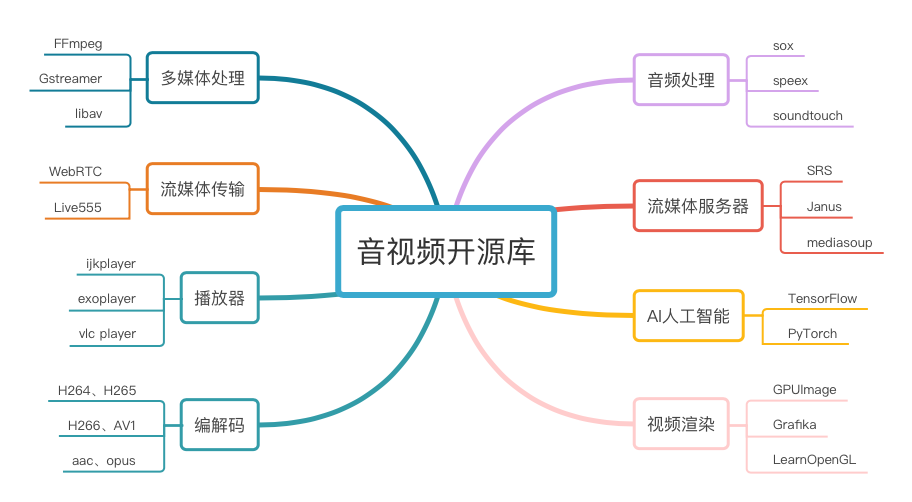 音视频开源库
多媒体处理
FFmpeg
Gstreamer
libav
流媒体传输
WebRTC
Live555
播放器
ijkplayer
exoplayer
vlc player
编解码
H264、H265
H266、AV1
aac、opus
音频处理
sox
speex
soundtouch
流媒体服务器
SRS
Janus
mediasoup
AI人工智能
TensorFlow
PyTorch
视频渲染
GPUImage
Grafika
LearnOpenGL